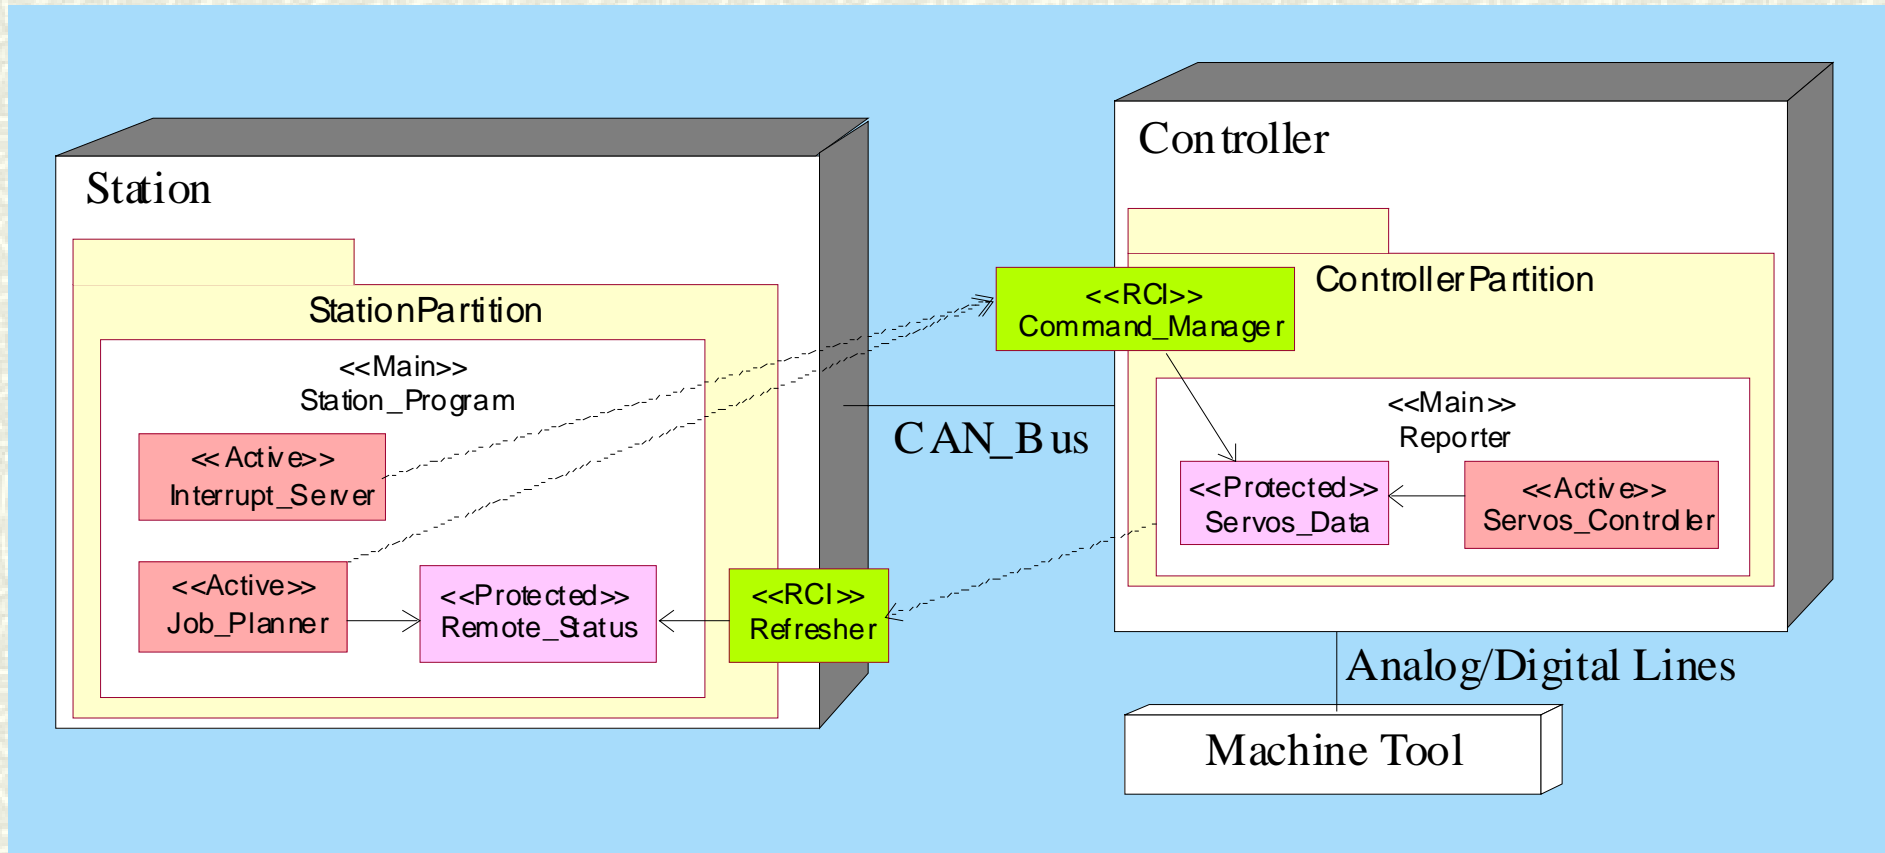 Station
StationPartition
<<Main>>
Station_Program
<<Active>>
Interrupt_Server
<<Active>>
Job_Planner
<<Protected>>
Remote_Status
<<RCI>>
Refresher
CAN_Bus
Controller
ControllerPartition
<<RCI>>
Command_Manager
<<Main>>
Reporter
<<Protected>>
Servos_Data
<<Active>>
Servos_Controller
Analog/Digital Lines
Machine Tool